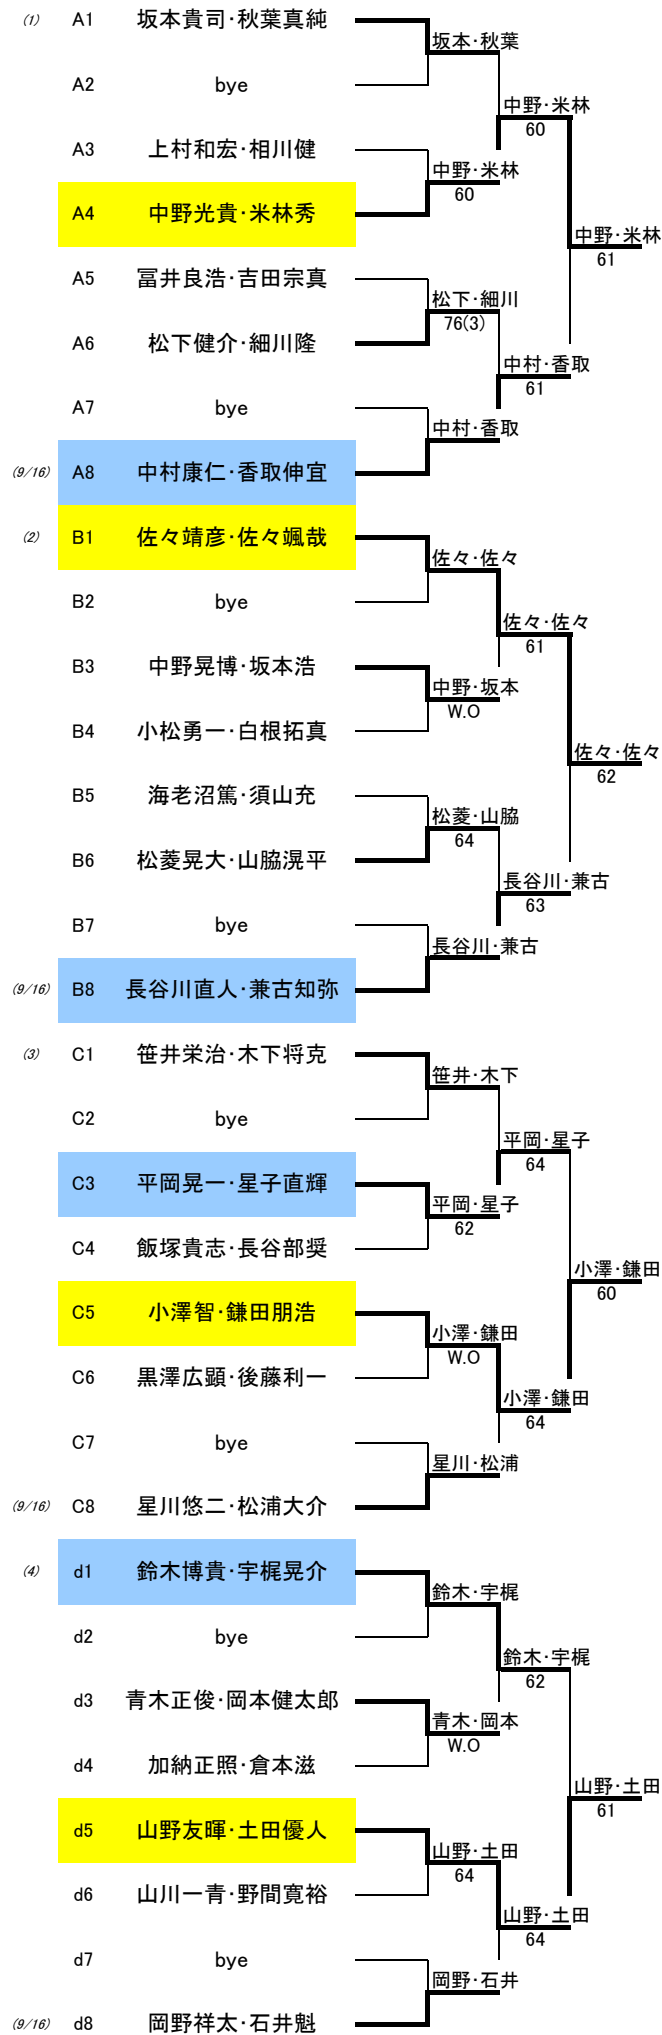 (1) A1 坂本貴司・秋葉真純
坂本・秋葉
A2 bye
中野・米林
60
A3 上村和宏・相川健
中野・米林
60
A4 中野光貴・米林秀
中野・米林
61
A5 冨井良浩・吉田宗真
松下・細川
76(3)
A6 松下健介・細川隆
中村・香取
61
A7 bye
中村・香取
(9/16) A8 中村康仁・香取伸宜
(2) B1 佐々靖彦・佐々颯哉
佐々・佐々
B2 bye
佐々・佐々
61
B3 中野晃博・坂本浩
中野・坂本
W.O
B4 小松勇一・白根拓真
佐々・佐々
62
B5 海老沼篤・須山充
松菱・山脇
64
B6 松菱晃大・山脇滉平
長谷川・兼古
63
B7 bye
長谷川・兼古
(9/16) B8 長谷川直人・兼古知弥
(3) C1 笹井栄治・木下将克
笹井・木下
C2 bye
平岡・星子
64
C3 平岡晃一・星子直輝
平岡・星子
62
C4 飯塚貴志・長谷部奨
小澤・鎌田
60
C5 小澤智・鎌田朋浩
小澤・鎌田
W.O
C6 黒澤広顕・後藤利一
小澤・鎌田
64
C7 bye
星川・松浦
(9/16) C8 星川悠二・松浦大介
(4) d1 鈴木博貴・宇梶晃介
鈴木・宇梶
d2 bye
鈴木・宇梶
62
d3 青木正俊・岡本健太郎
青木・岡本
W.O
d4 加納正照・倉本滋
山野・土田
61
d5 山野友暉・土田優人
山野・土田
64
d6 山川一青・野間寛裕
山野・土田
64
d7 bye
岡野・石井
(9/16) d8 岡野祥太・石井魁